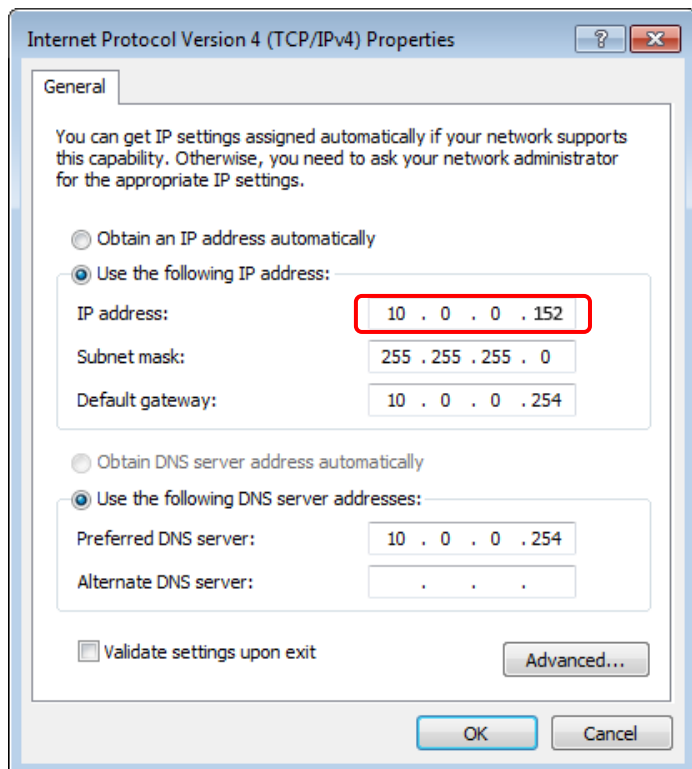 Internet Protocol Version 4 (TCP/IPv4) Properties
General
You can get IP settings assigned automatically if your network supports
this capability. Otherwise, you need to ask your network administrator
for the appropriate IP settings.
Obtain an IP address automatically
Use the following IP address:
IP address: 10 . 0 . 0 . 152
Subnet mask: 255 . 255 . 255 . 0
Default gateway: 10 . 0 . 0 . 254
Obtain DNS server address automatically
Use the following DNS server addresses:
Preferred DNS server: 10 . 0 . 0 . 254
Alternate DNS server: . . .
Validate settings upon exit
Advanced...
OK Cancel